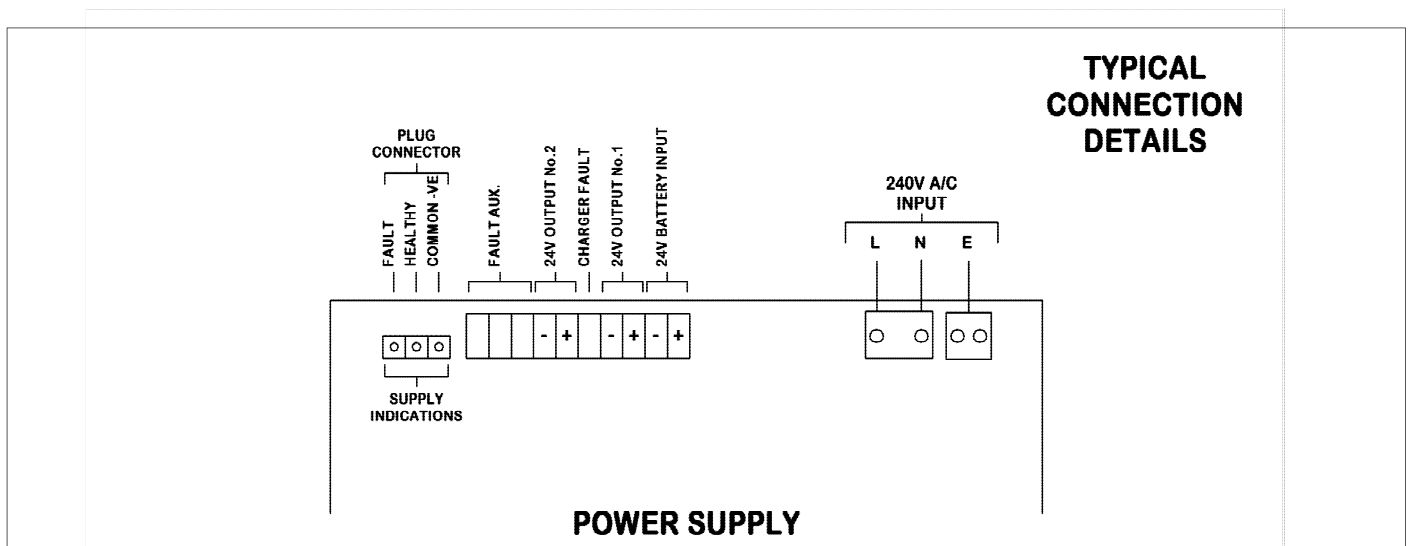 TYPICAL
CONNECTION
DETAILS
PLUG
CONNECTOR
FAULT
HEALTHY
COMMON -VE
FAULT AUX.
24V OUTPUT No.2
CHARGER FAULT
24V OUTPUT No.1
24V BATTERY INPUT
240V A/C
INPUT
L N E
- + - + - +
SUPPLY
INDICATIONS
POWER SUPPLY